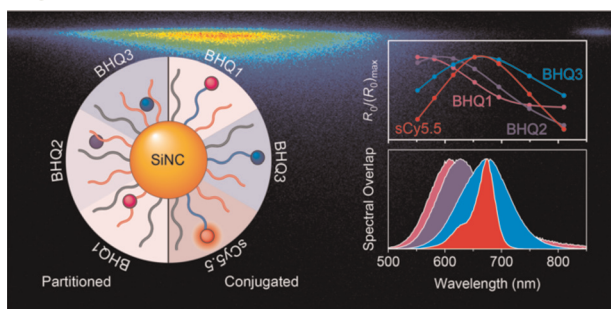 BHQ3
BHQ1
BHQ2
SiNC
BHQ3
BHQ1
sCy5.5
Partitioned
Conjugated
R₀/(R₀)max
BHQ3
BHQ1
sCy5.5
BHQ2
Spectral Overlap
500 600 700 800
Wavelength (nm)